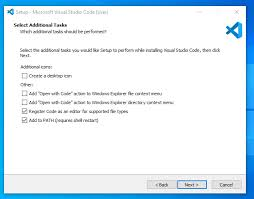 Setup - Microsoft Visual Studio Code (User)
Select Additional Tasks
Which additional tasks should be performed?
Select the additional tasks you would like Setup to perform while installing Visual Studio Code, then click
Next.
Additional icons:
Create a desktop icon
Other:
Add "Open with Code" action to Windows Explorer file context menu
Add "Open with Code" action to Windows Explorer directory context menu
Register Code as an editor for supported file types
Add to PATH (requires shell restart)
< Back
Next >
Cancel